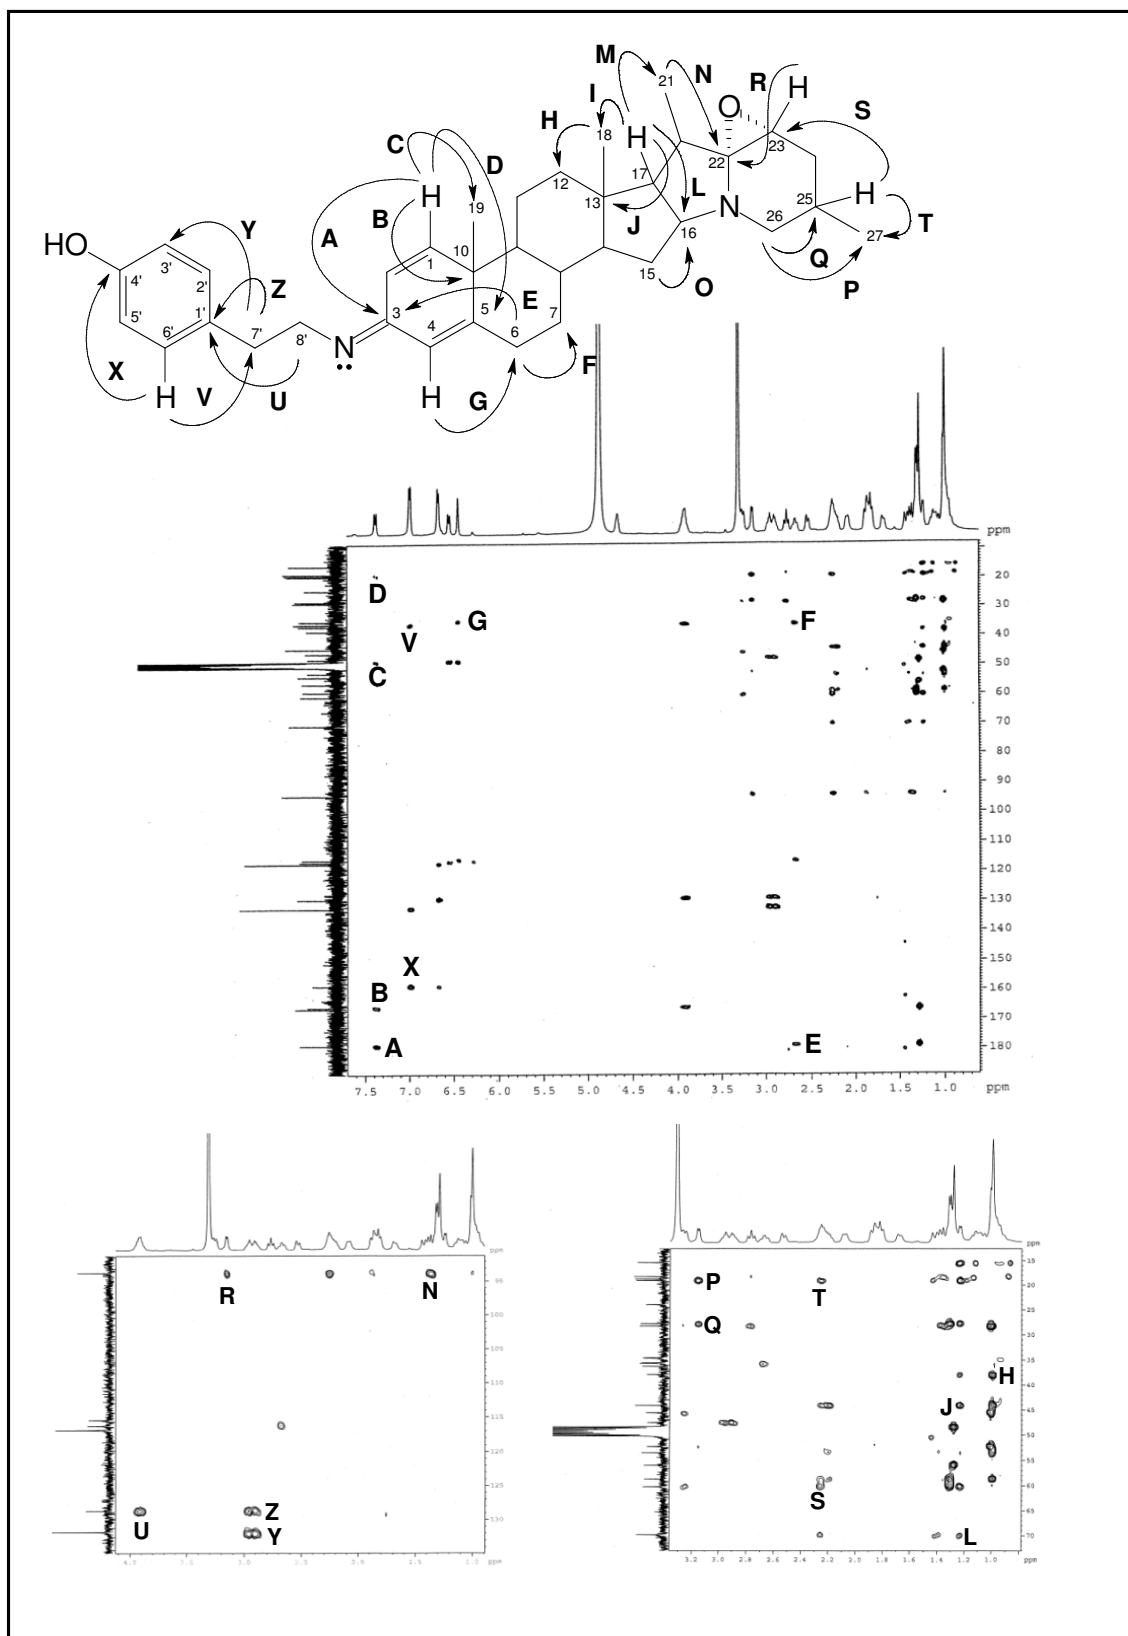 M 21 N R H
I O S
H 18 H 23
C D 17 22
H 12 L 25 H
19 13 J N 26 27 T
A B 16
HO Y 10 15 Q
3' 1 O P
4' 2' Z E
5' 1' 3 4 5 6 7
6' 7' 8' N F
X H V U H G
ppm
D G F 20
V 30
40
C 50
60
70
80
90
100
110
120
130
140
X 150
B 160
170
A E 180
7.5 7.0 6.5 6.0 5.5 5.0 4.5 4.0 3.5 3.0 2.5 2.0 1.5 1.0 ppm
ppm
R N 95
100
105
110
115
120
125
U Z Y 130
ppm
ppm
P T 15
20
25
Q 30
35
H 40
J 45
50
55
S 60
65
L 70
3.2 3.0 2.8 2.6 2.4 2.2 2.0 1.8 1.6 1.4 1.2 1.0 ppm